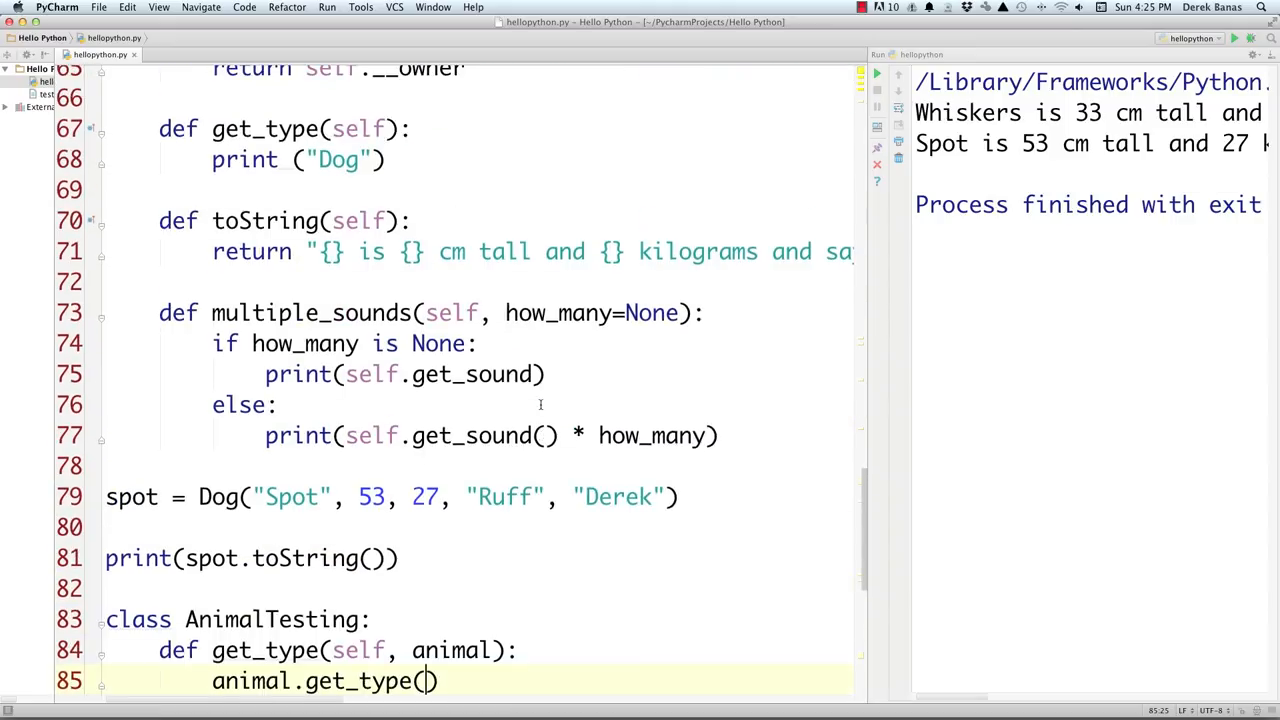 PyCharm File Edit View Navigate Code Refactor Run Tools VCS Window Help 10 Sun 4:25 PM Derek Banas
hellopython.py - Hello Python - [~/PycharmProjects/Hello Python]
Hello Python hellopython.py hellopython
hellopython.py Run hellopython
Hello P
hell
test
Externa
65 return self.__owner
66
67 def get_type(self):
68 print ("Dog")
69
70 def toString(self):
71 return "{} is {} cm tall and {} kilograms and sa
72
73 def multiple_sounds(self, how_many=None):
74 if how_many is None:
75 print(self.get_sound)
76 else:
77 print(self.get_sound() * how_many)
78
79 spot = Dog("Spot", 53, 27, "Ruff", "Derek")
80
81 print(spot.toString())
82
83 class AnimalTesting:
84 def get_type(self, animal):
85 animal.get_type()
/Library/Frameworks/Python.
Whiskers is 33 cm tall and
Spot is 53 cm tall and 27 k
Process finished with exit
85:25 LF UTF-8